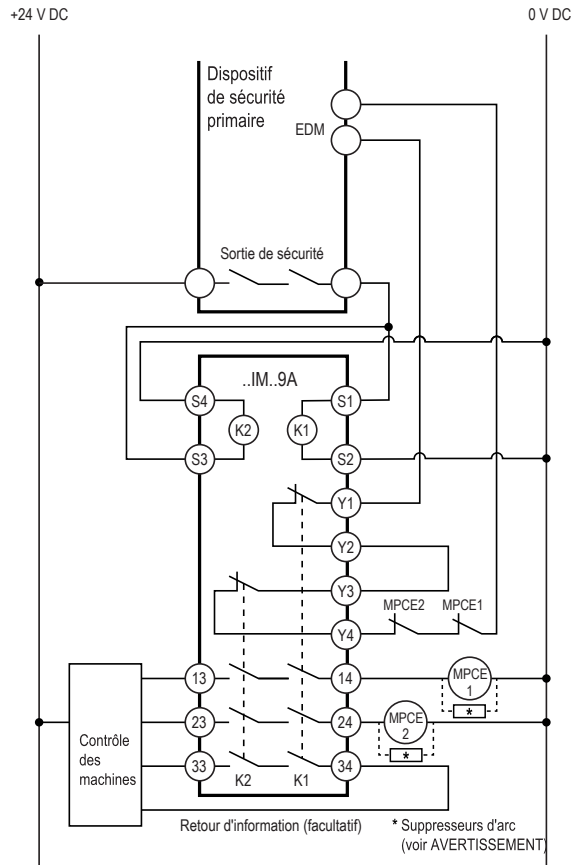 +24 V DC
0 V DC
Dispositif
de sécurité
primaire
EDM
Sortie de sécurité
..IM..9A
S4
K2
K1
S1
S3
S2
Y1
Y2
Y3
MPCE2
MPCE1
Y4
13
14
MPCE
1
*
23
24
MPCE
2
*
Contrôle
des
machines
33
K2
K1
34
Retour d'information (facultatif)
* Suppresseurs d'arc
(voir AVERTISSEMENT)